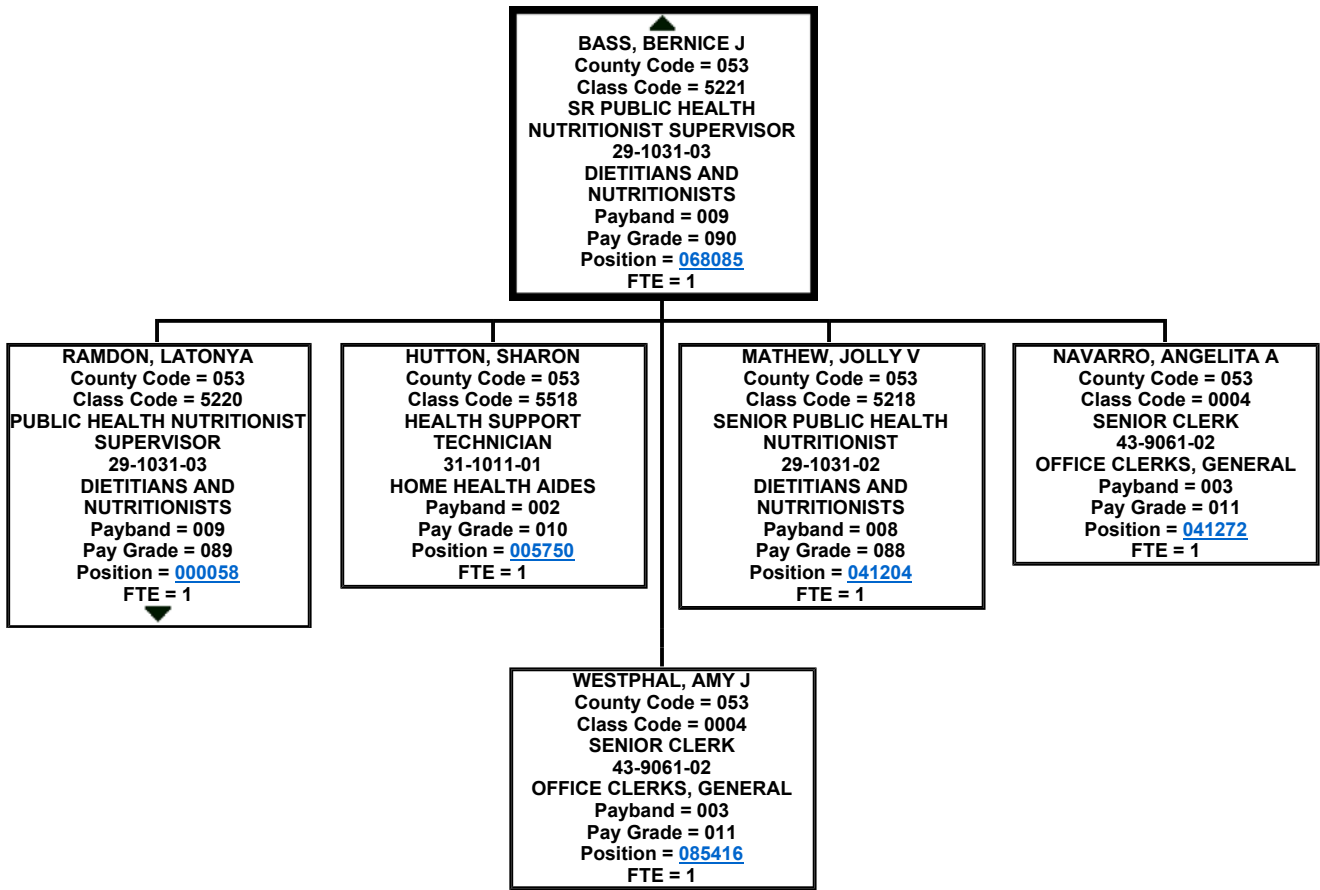 BASS, BERNICE J
County Code = 053
Class Code = 5221
SR PUBLIC HEALTH
NUTRITIONIST SUPERVISOR
29-1031-03
DIETITIANS AND
NUTRITIONISTS
Payband = 009
Pay Grade = 090
Position = 068085
FTE = 1
RAMDON, LATONYA
County Code = 053
Class Code = 5220
PUBLIC HEALTH NUTRITIONIST
SUPERVISOR
29-1031-03
DIETITIANS AND
NUTRITIONISTS
Payband = 009
Pay Grade = 089
Position = 000058
FTE = 1
HUTTON, SHARON
County Code = 053
Class Code = 5518
HEALTH SUPPORT
TECHNICIAN
31-1011-01
HOME HEALTH AIDES
Payband = 002
Pay Grade = 010
Position = 005750
FTE = 1
MATHEW, JOLLY V
County Code = 053
Class Code = 5218
SENIOR PUBLIC HEALTH
NUTRITIONIST
29-1031-02
DIETITIANS AND
NUTRITIONISTS
Payband = 008
Pay Grade = 088
Position = 041204
FTE = 1
NAVARRO, ANGELITA A
County Code = 053
Class Code = 0004
SENIOR CLERK
43-9061-02
OFFICE CLERKS, GENERAL
Payband = 003
Pay Grade = 011
Position = 041272
FTE = 1
WESTPHAL, AMY J
County Code = 053
Class Code = 0004
SENIOR CLERK
43-9061-02
OFFICE CLERKS, GENERAL
Payband = 003
Pay Grade = 011
Position = 085416
FTE = 1